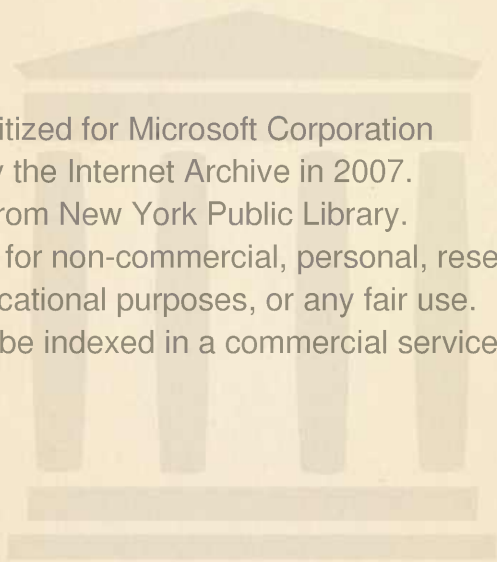 itized for Microsoft Corporation
the Internet Archive in 2007.
rom New York Public Library.
for non-commercial, personal, rese
cational purposes, or any fair use.
be indexed in a commercial service